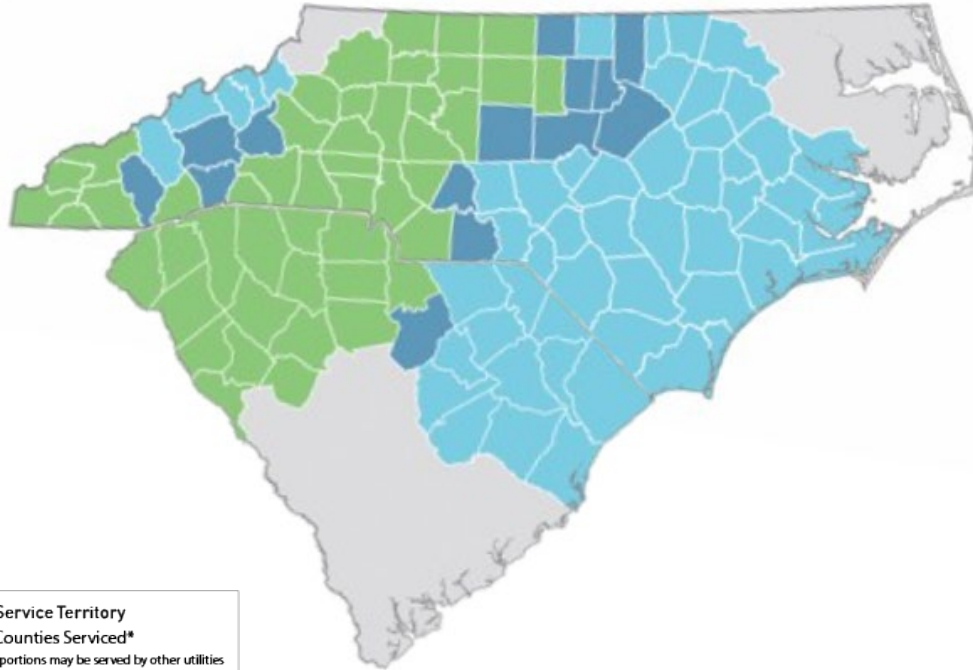 Service Territory
Counties Serviced*
portions may be served by other utilities